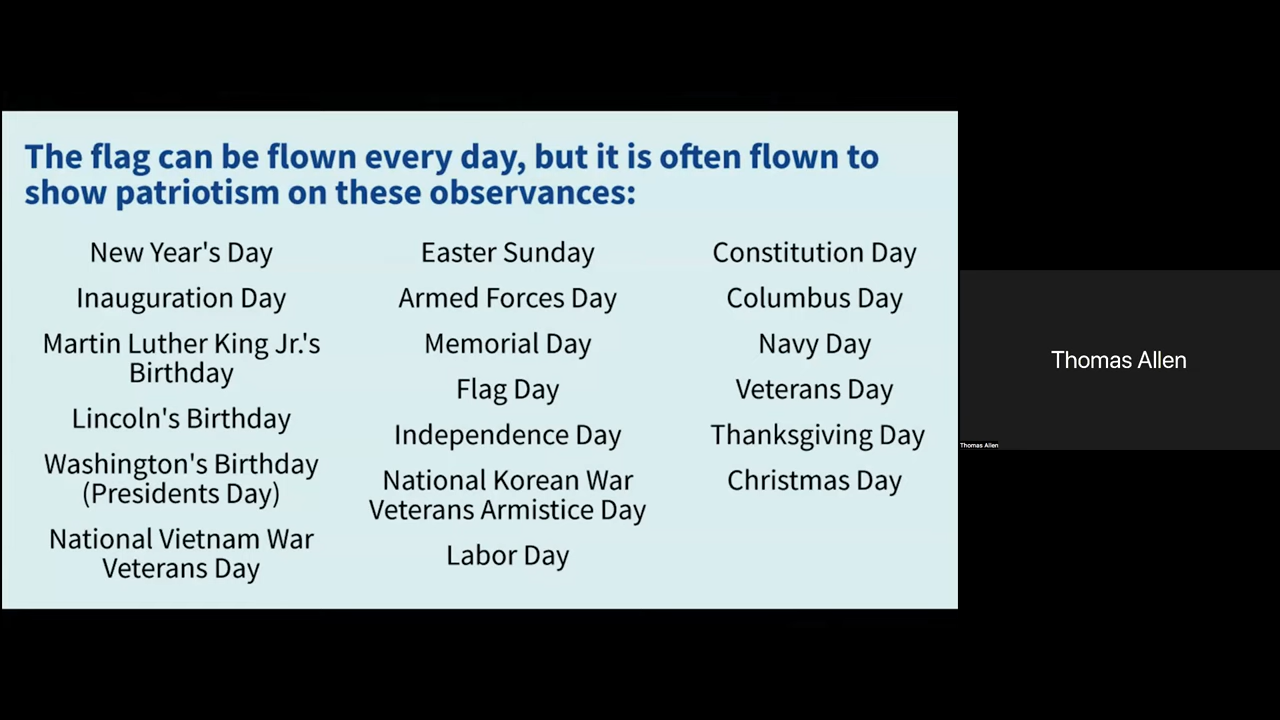 The flag can be flown every day, but it is often flown to
show patriotism on these observances:
New Year's Day
Inauguration Day
Martin Luther King Jr.'s
Birthday
Lincoln's Birthday
Washington's Birthday
(Presidents Day)
National Vietnam War
Veterans Day
Easter Sunday
Armed Forces Day
Memorial Day
Flag Day
Independence Day
National Korean War
Veterans Armistice Day
Labor Day
Constitution Day
Columbus Day
Navy Day
Veterans Day
Thanksgiving Day
Christmas Day
Thomas Allen
Thomas Allen